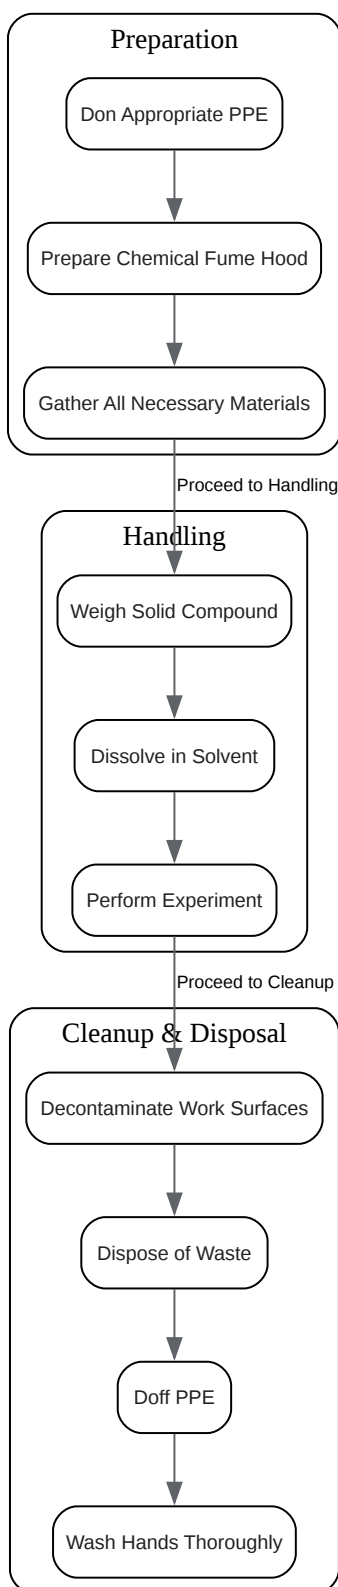 Preparation
Don Appropriate PPE
Prepare Chemical Fume Hood
Gather All Necessary Materials
Proceed to Handling
Handling
Weigh Solid Compound
Dissolve in Solvent
Perform Experiment
Proceed to Cleanup
Cleanup & Disposal
Decontaminate Work Surfaces
Dispose of Waste
Doff PPE
Wash Hands Thoroughly